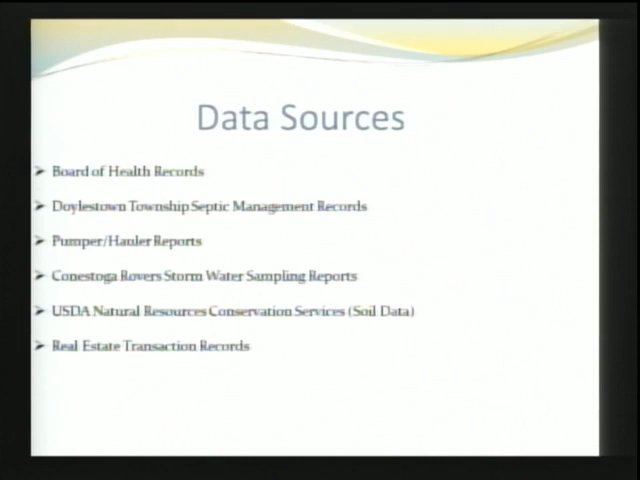 Data Sources
➢ Board of Health Records
➢ Doylestown Township Septic Management Records
➢ Pumper/Hauler Reports
➢ Conestoga Rovers Storm Water Sampling Reports
➢ USDA Natural Resources Conservation Services (Soil Data)
➢ Real Estate Transaction Records